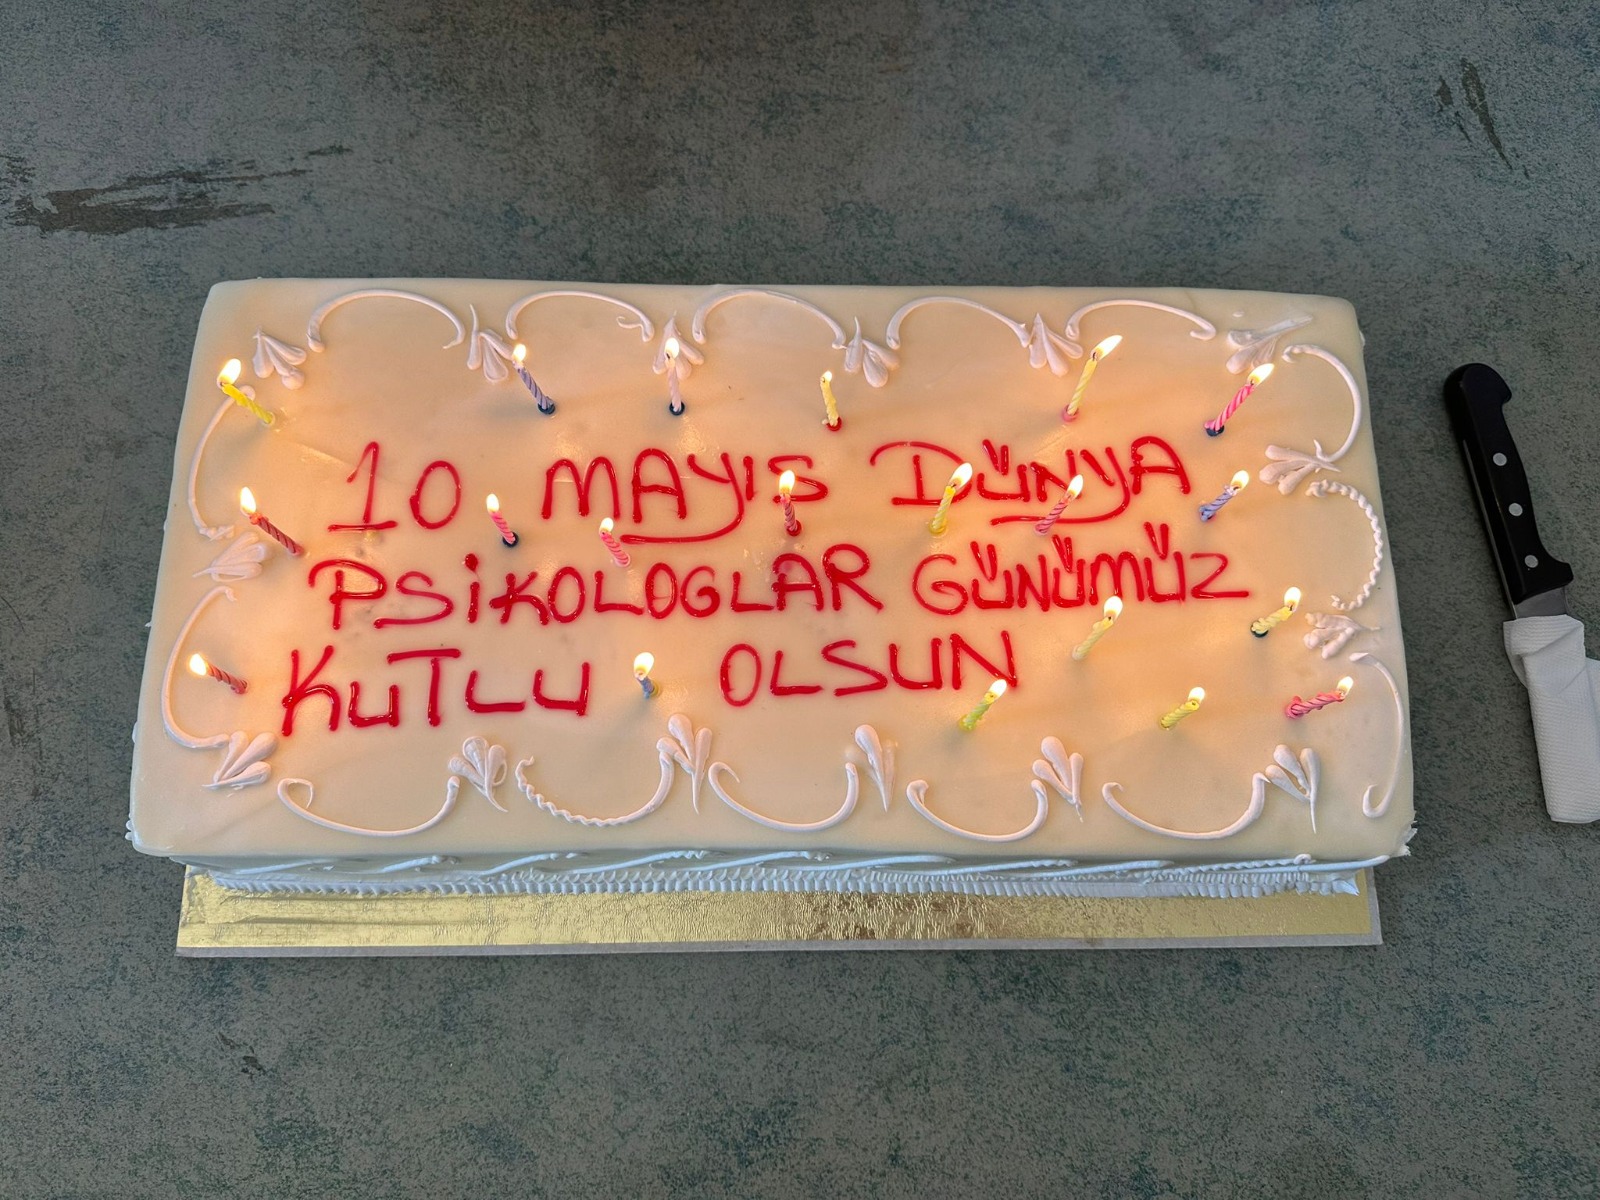 10 MAYIS DÜNYA
PSİKOLOGLAR GÜNÜMÜZ
KUTLU OLSUN